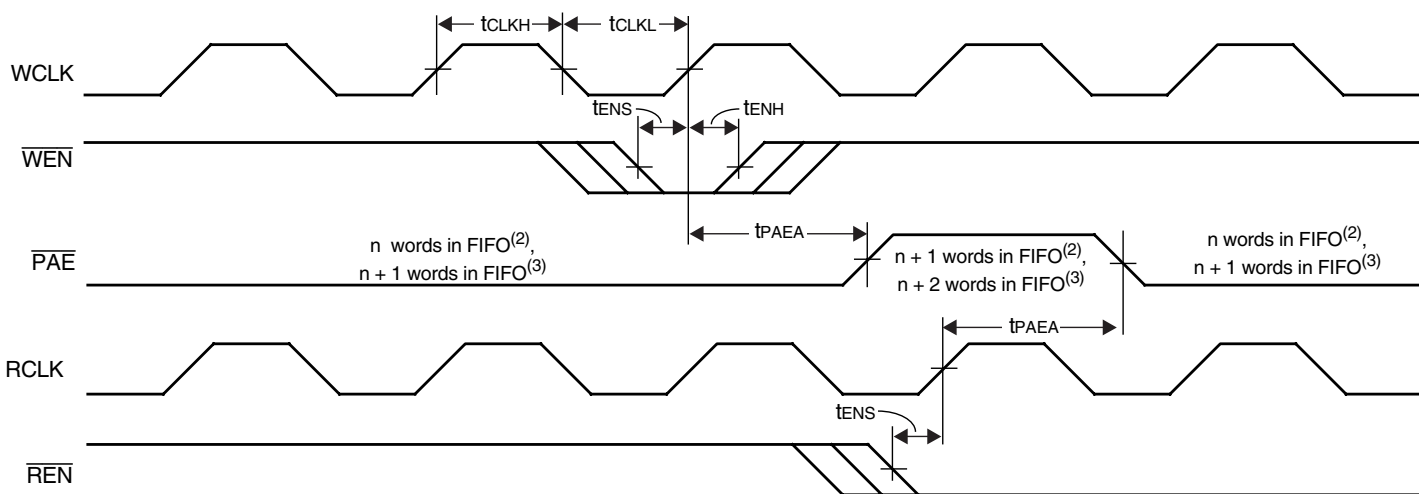 tCLKH
tCLKL
WCLK
tENS
tENH
WEN
tPAEA
PAE
n words in FIFO(2),
n + 1 words in FIFO(3)
n + 1 words in FIFO(2),
n + 2 words in FIFO(3)
n words in FIFO(2),
n + 1 words in FIFO(3)
tPAEA
RCLK
tENS
REN